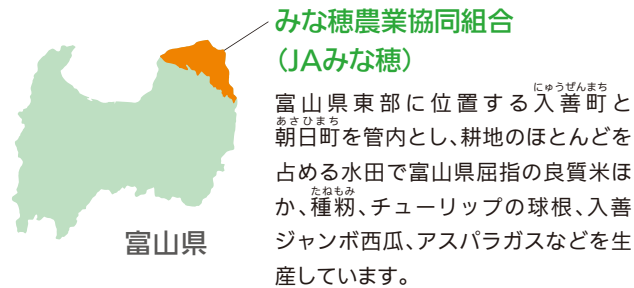 みな穂農業協同組合
（JAみな穂）
富山県東部に位置する入善町と
朝日町を管内とし、耕地のほとんどを
占める水田で富山県屈指の良質米ほ
か、種籾、チューリップの球根、入善
ジャンボ西瓜、アスパラガスなどを生
産しています。
にゅうぜんまち
あさひまち
たねもみ
富山県